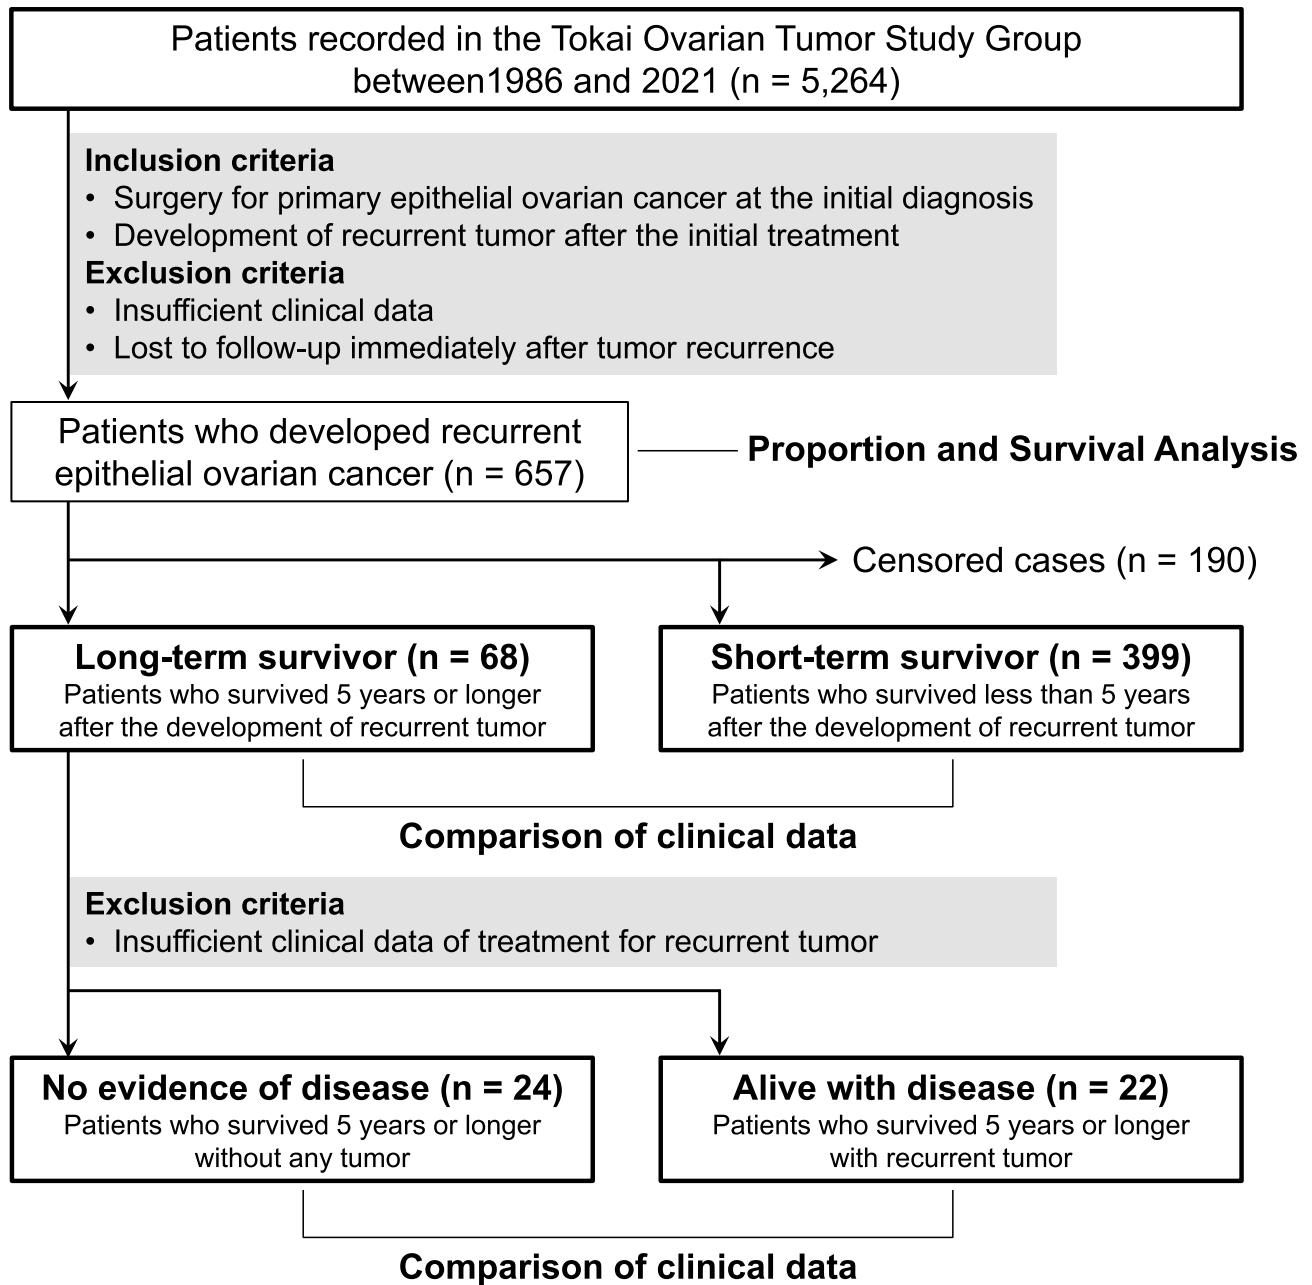 Patients recorded in the Tokai Ovarian Tumor Study Group
between1986 and 2021 (n = 5,264)
Inclusion criteria
• Surgery for primary epithelial ovarian cancer at the initial diagnosis
• Development of recurrent tumor after the initial treatment
Exclusion criteria
• Insufficient clinical data
• Lost to follow-up immediately after tumor recurrence
Patients who developed recurrent
epithelial ovarian cancer (n = 657)
Proportion and Survival Analysis
Censored cases (n = 190)
Long-term survivor (n = 68)
Patients who survived 5 years or longer
after the development of recurrent tumor
Short-term survivor (n = 399)
Patients who survived less than 5 years
after the development of recurrent tumor
Comparison of clinical data
Exclusion criteria
• Insufficient clinical data of treatment for recurrent tumor
No evidence of disease (n = 24)
Patients who survived 5 years or longer
without any tumor
Alive with disease (n = 22)
Patients who survived 5 years or longer
with recurrent tumor
Comparison of clinical data